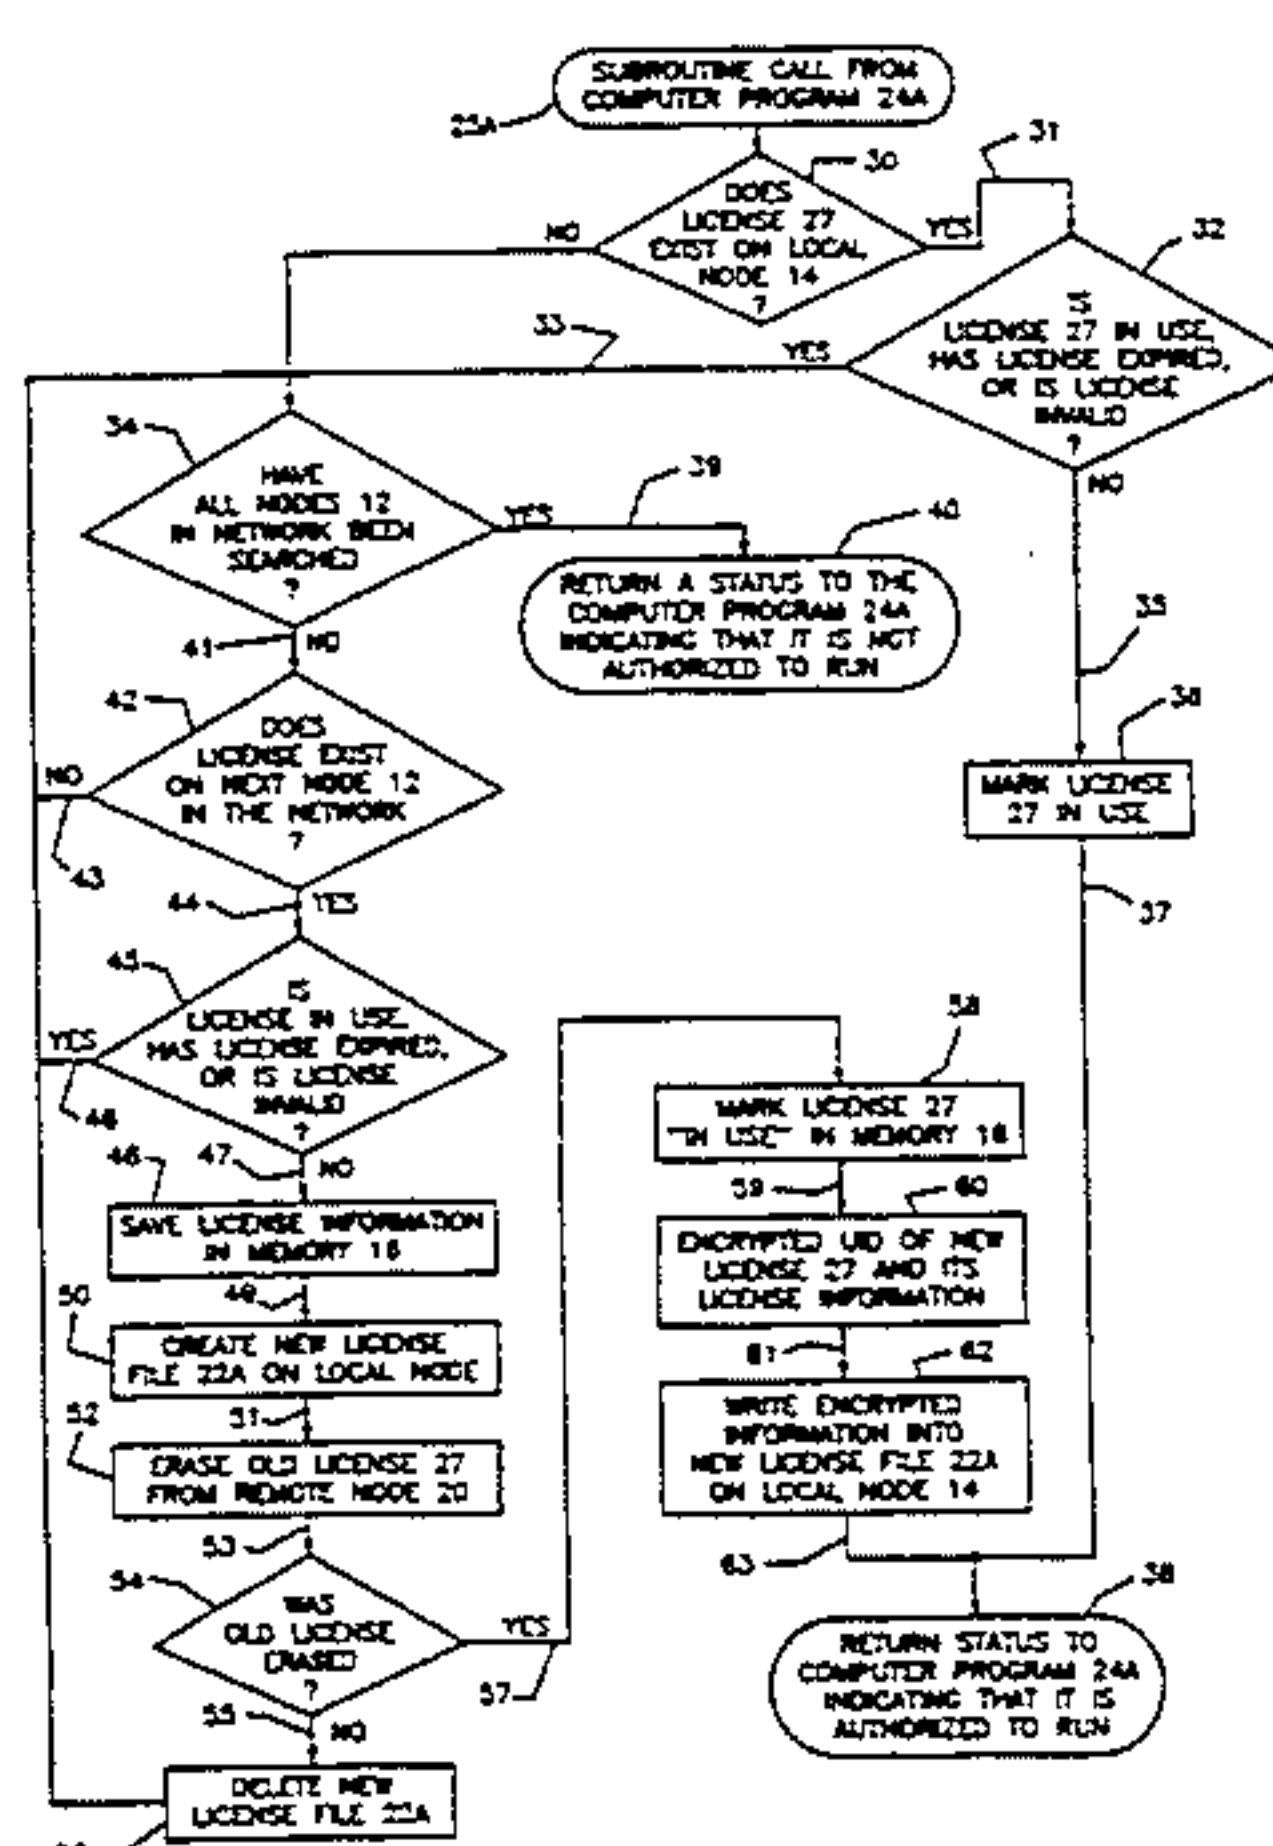 SUBROUTINE CALL FROM
COMPUTER PROGRAM 24A
25A
30
31
DOES
LICENSE 27
EXIST ON LOCAL
NODE 14
?
NO
YES
32
IS
LICENSE 27 IN USE,
HAS LICENSE EXPIRED,
OR IS LICENSE
INVALID
?
33
YES
NO
34
HAVE
ALL NODES 12
IN NETWORK BEEN
SEARCHED
?
YES
39
40
RETURN A STATUS TO THE
COMPUTER PROGRAM 24A
INDICATING THAT IT IS NOT
AUTHORIZED TO RUN
35
41
NO
36
MARK LICENSE
27 IN USE
37
42
DOES
LICENSE EXIST
ON NEXT NODE 12
IN THE NETWORK
?
NO
43
44
YES
45
IS
LICENSE IN USE,
HAS LICENSE EXPIRED,
OR IS LICENSE
INVALID
?
YES
46
47
NO
SAVE LICENSE INFORMATION
IN MEMORY 18
49
50
CREATE NEW LICENSE
FILE 22A ON LOCAL NODE
51
52
ERASE OLD LICENSE 27
FROM REMOTE NODE 20
53
54
WAS
OLD LICENSE
ERASED
?
YES
57
55
NO
DELETE NEW
LICENSE FILE 22A
58
MARK LICENSE 27
"IN USE" IN MEMORY 18
59
60
ENCRYPTED UID OF NEW
LICENSE 27 AND ITS
LICENSE INFORMATION
61
62
WRITE ENCRYPTED
INFORMATION INTO
NEW LICENSE FILE 22A
ON LOCAL NODE 14
63
38
RETURN STATUS TO
COMPUTER PROGRAM 24A
INDICATING THAT IT IS
AUTHORIZED TO RUN